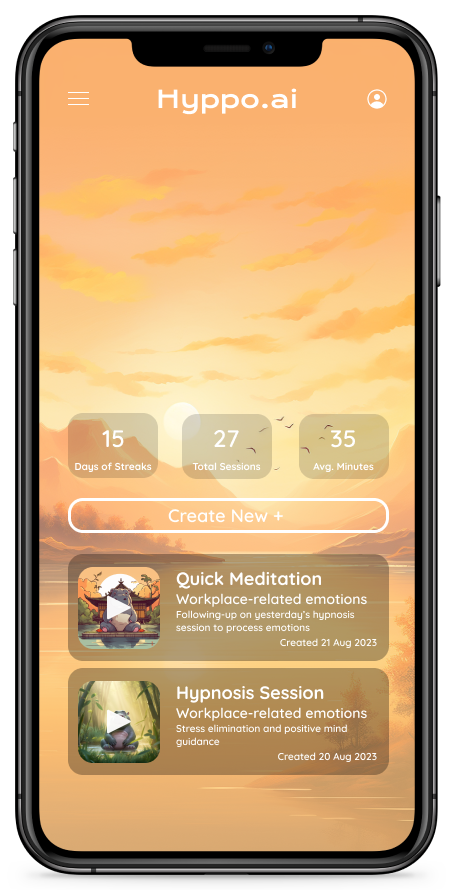 Hyppo.ai
15
27
35
Days of Streaks
Total Sessions
Avg. Minutes
Create New +
Quick Meditation
Workplace-related emotions
Following-up on yesterday's hypnosis
session to process emotions
Created 21 Aug 2023
Hypnosis Session
Workplace-related emotions
Stress elimination and positive mind
guidance
Created 20 Aug 2023